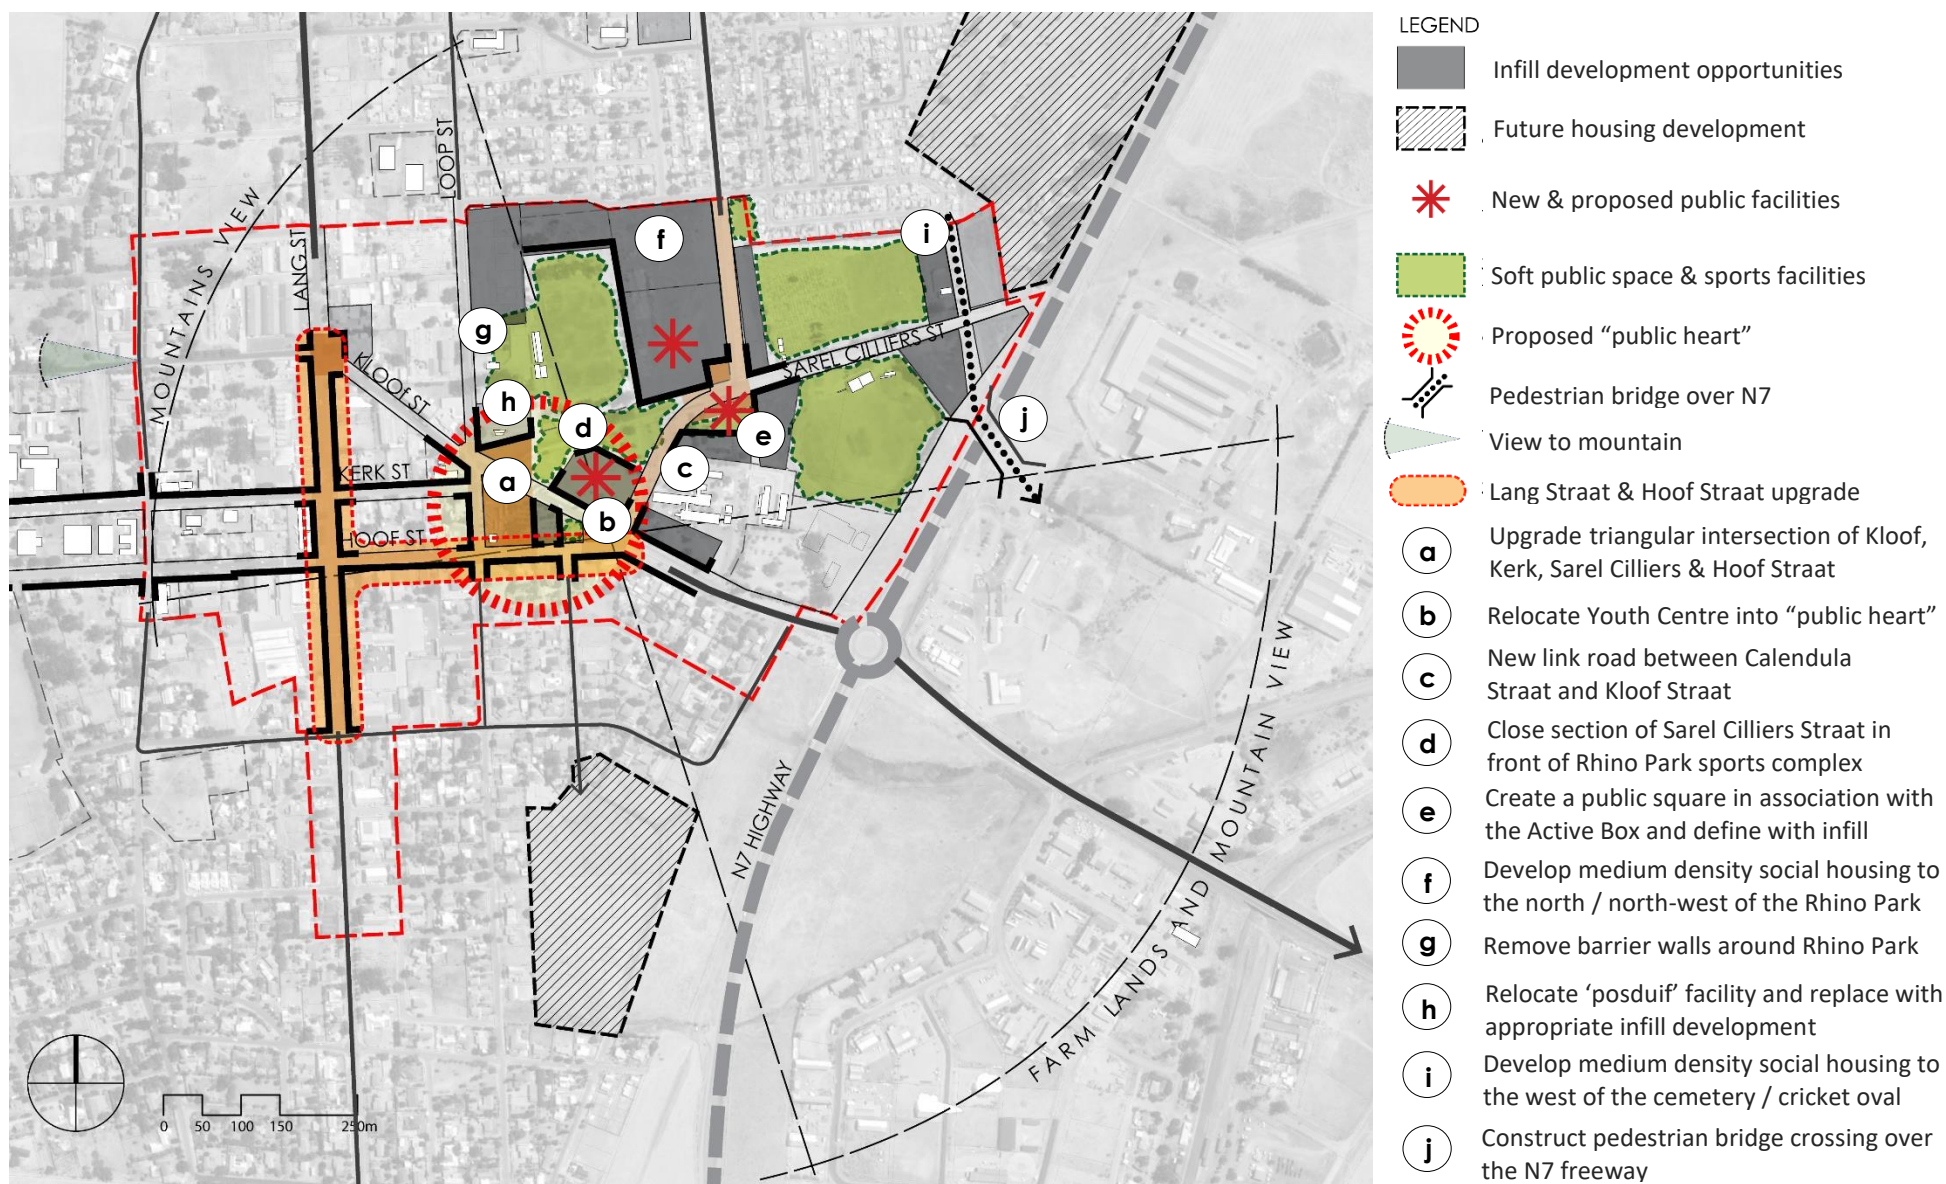 LEGEND
Infill development opportunities
Future housing development
New & proposed public facilities
Soft public space & sports facilities
Proposed “public heart”
Pedestrian bridge over N7
View to mountain
Lang Straat & Hoof Straat upgrade
a
Upgrade triangular intersection of Kloof,
Kerk, Sarel Cilliers & Hoof Straat
b
Relocate Youth Centre into “public heart”
c
New link road between Calendula
Straat and Kloof Straat
d
Close section of Sarel Cilliers Straat in
front of Rhino Park sports complex
e
Create a public square in association with
the Active Box and define with infill
f
Develop medium density social housing to
the north / north-west of the Rhino Park
g
Remove barrier walls around Rhino Park
h
Relocate ‘posduif’ facility and replace with
appropriate infill development
i
Develop medium density social housing to
the west of the cemetery / cricket oval
j
Construct pedestrian bridge crossing over
the N7 freeway
MOUNTAINS VIEW
LANG ST
LOOP ST
KLOOf ST
KERK ST
HOOF ST
SAREL CILLIERS ST
N7 HIGHWAY
FARM LANDS AND MOUNTAIN VIEW
f
i
g
h
d
e
j
c
a
b
0 50 100 150 250m